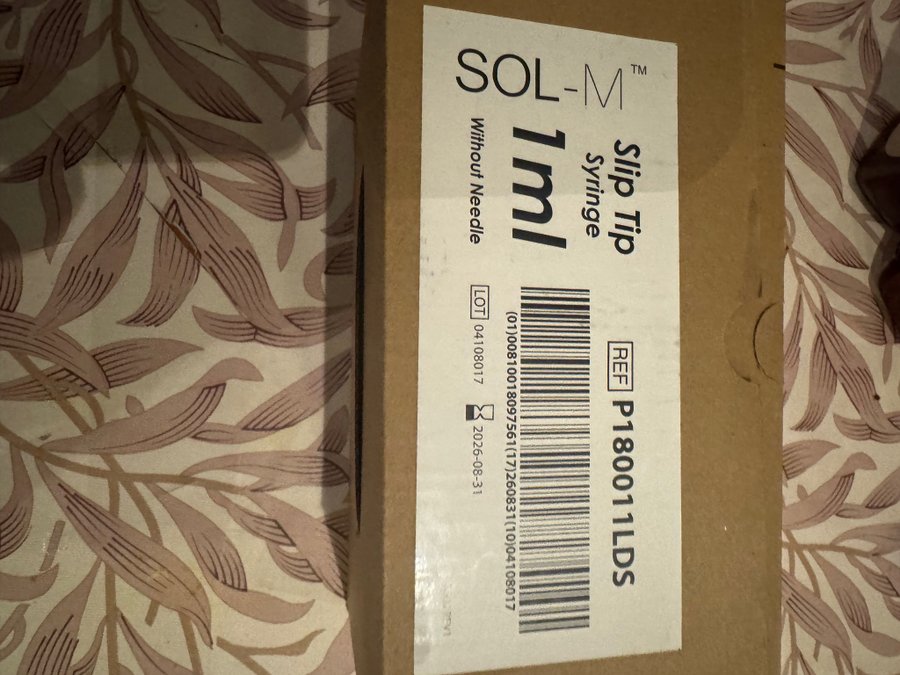 SOL-M™
Slip Tip
Syringe
1ml
Without Needle
REF P180011LDS
(01)00810018097561(17)260831(10)04108017
LOT 04108017
2026-08-31